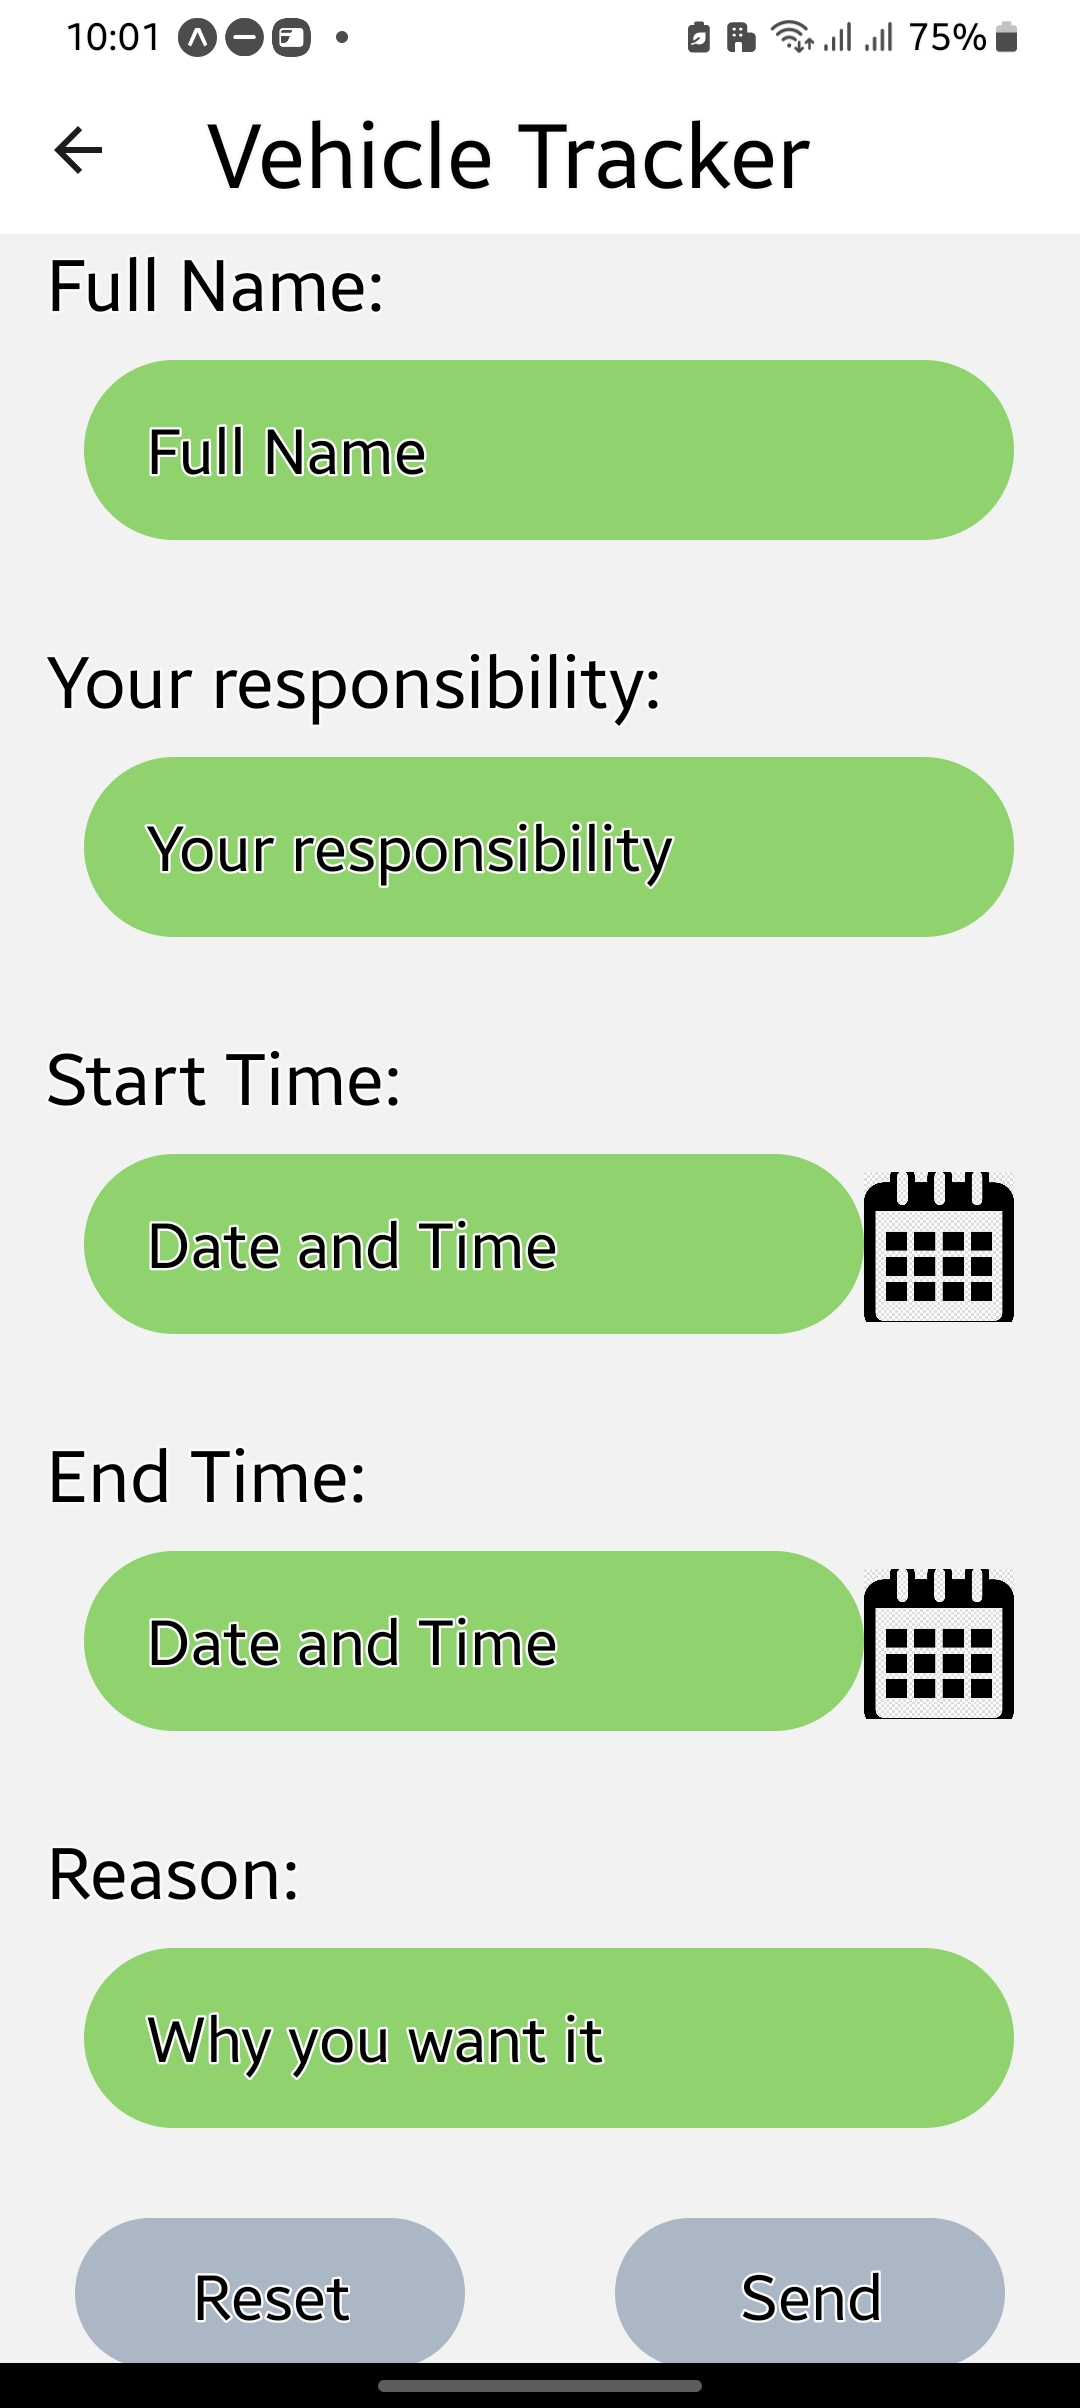 10:01 75%
Vehicle Tracker
Full Name:
Full Name
Your responsibility:
Your responsibility
Start Time:
Date and Time
End Time:
Date and Time
Reason:
Why you want it
Reset Send